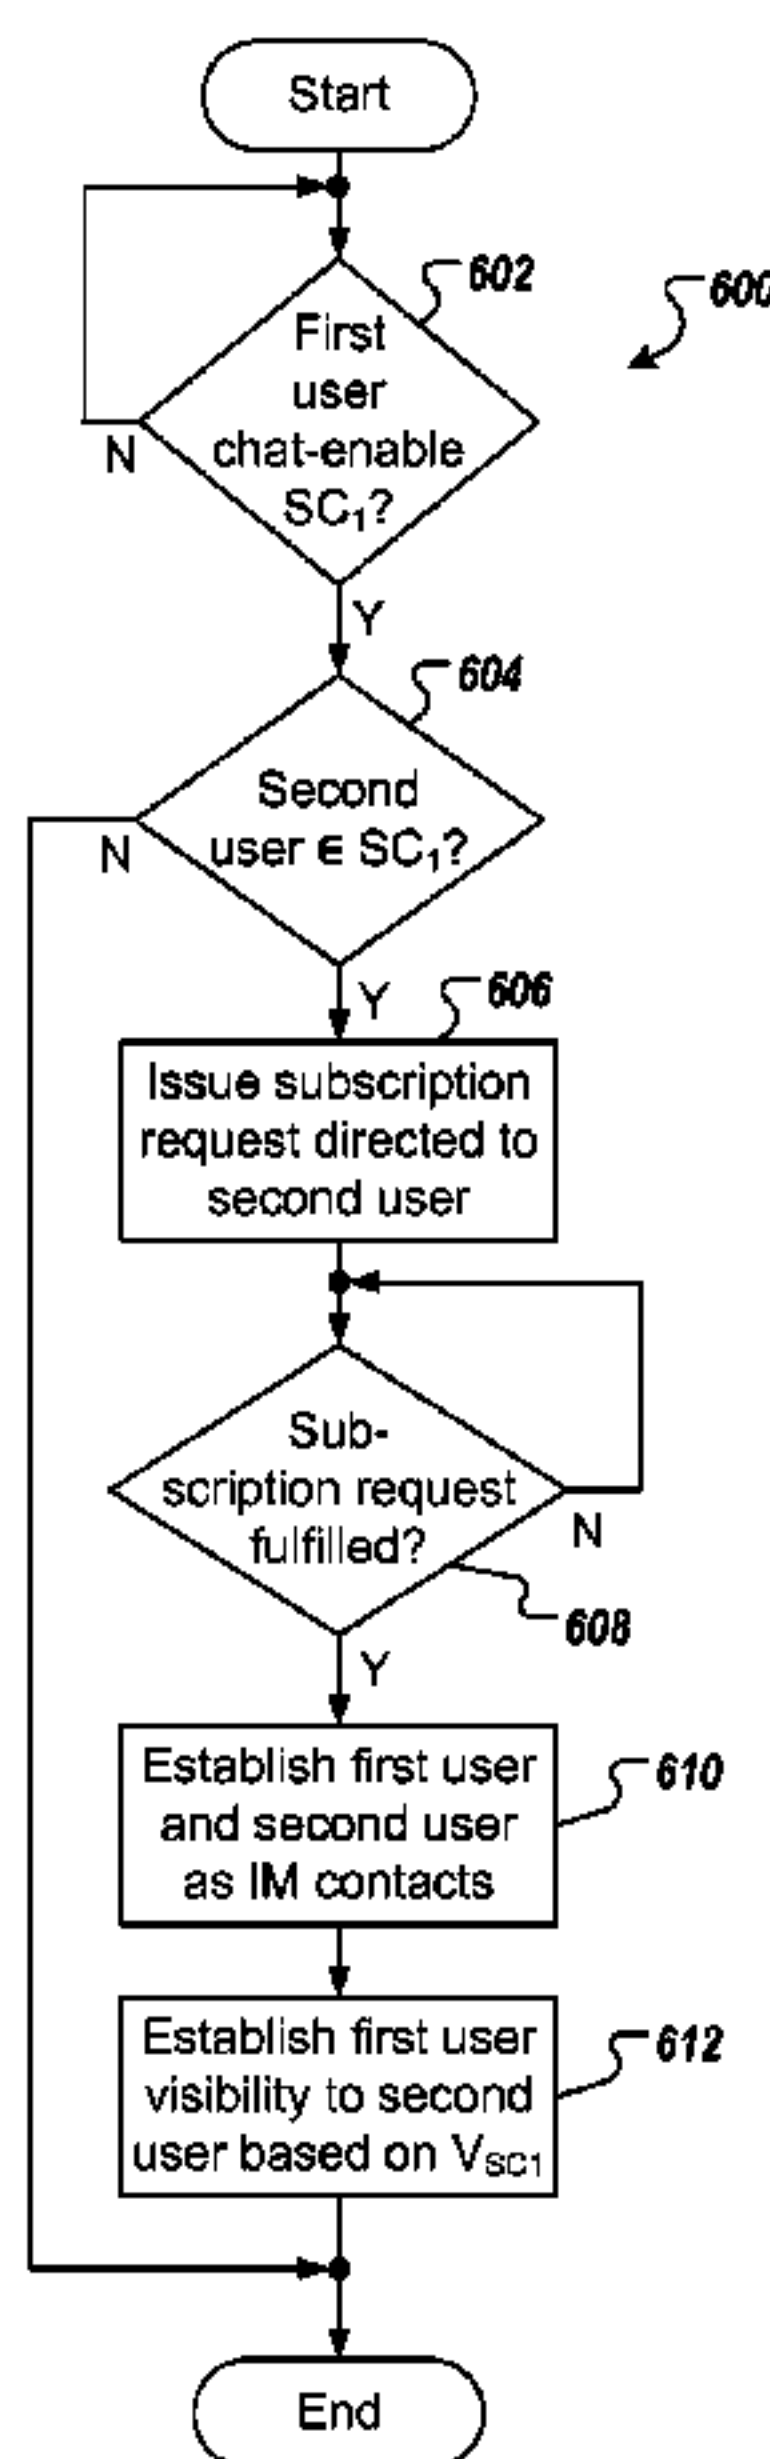 Start
602
600
First
user
chat-enable
SC₁?
N
Y
604
Second
user ∈ SC₁?
N
Y
606
Issue subscription
request directed to
second user
Sub-
scription request
fulfilled?
N
608
Y
Establish first user
and second user
as IM contacts
610
Establish first user
visibility to second
user based on V_SC1
612
End